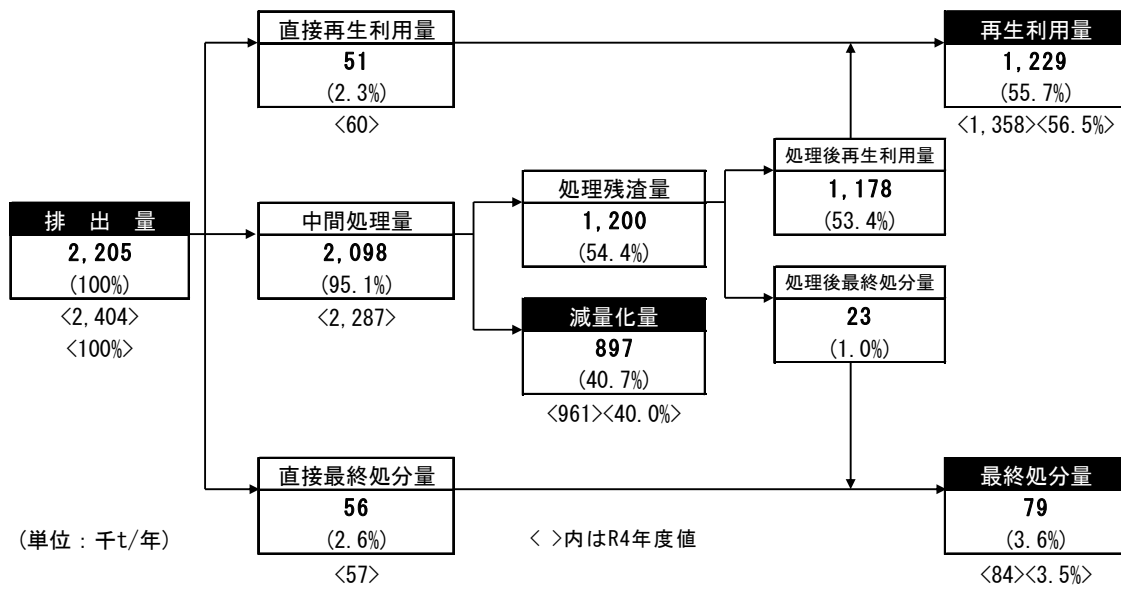 直接再生利用量
51
(2.3%)
<60>
再生利用量
1,229
(55.7%)
<1,358><56.5%>
排 出 量
2,205
(100%)
<2,404>
<100%>
中間処理量
2,098
(95.1%)
<2,287>
処理残渣量
1,200
(54.4%)
減量化量
897
(40.7%)
<961><40.0%>
処理後再生利用量
1,178
(53.4%)
処理後最終処分量
23
(1.0%)
直接最終処分量
56
(2.6%)
<57>
最終処分量
79
(3.6%)
<84><3.5%>
(単位：千t/年)
< >内はR4年度値